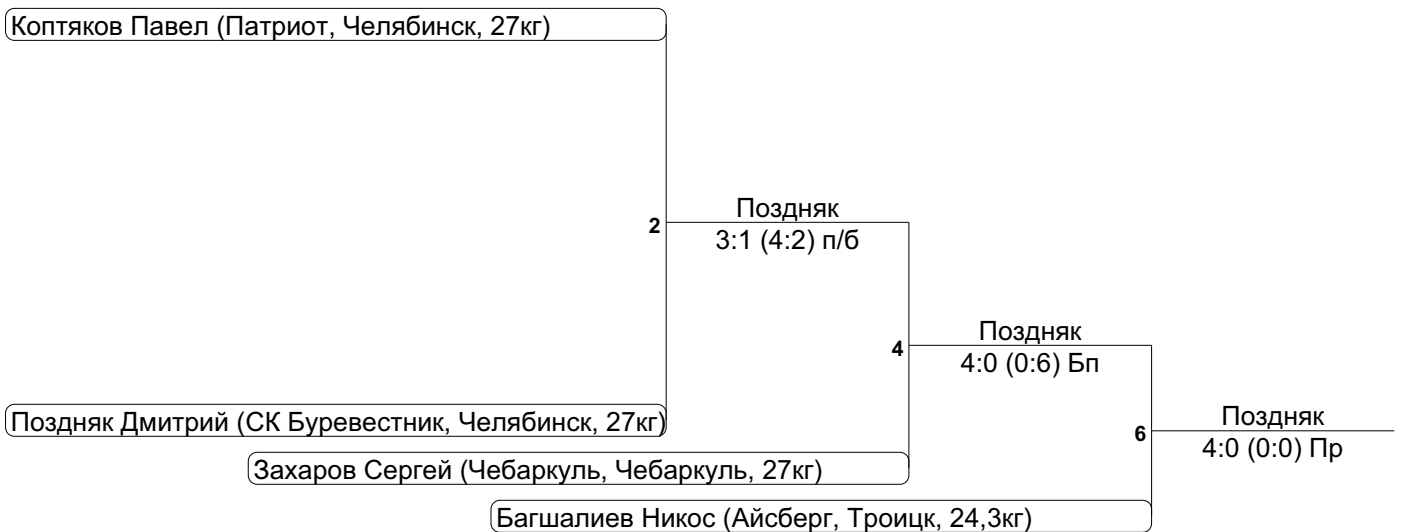 Коптяков Павел (Патриот, Челябинск, 27кг)
2
Поздняк
3:1 (4:2) п/б
4
Поздняк
4:0 (0:6) Бп
Поздняк Дмитрий (СК Буревестник, Челябинск, 27кг)
6
Поздняк
4:0 (0:0) Пр
Захаров Сергей (Чебаркуль, Чебаркуль, 27кг)
Багшалиев Никос (Айсберг, Троицк, 24,3кг)